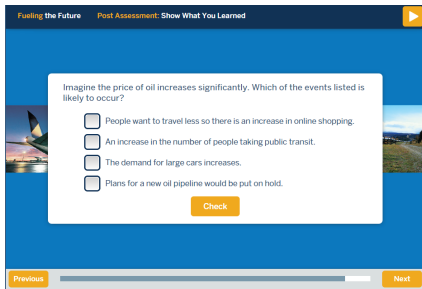 Fueling the Future Post Assessment: Show What You Learned
Imagine the price of oil increases significantly. Which of the events listed is
likely to occur?
People want to travel less so there is an increase in online shopping.
An increase in the number of people taking public transit.
The demand for large cars increases.
Plans for a new oil pipeline would be put on hold.
Check
Previous
Next